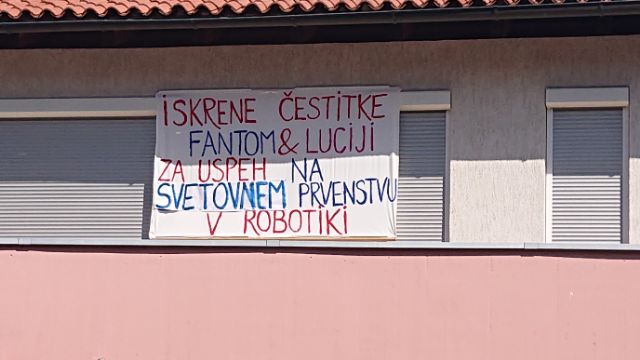 iSKRENE ČESTITKE
FANTOM & LUCIJI
ZA USPEH NA
SVETOVNEM PRVENSTVU
V ROBOTIKI